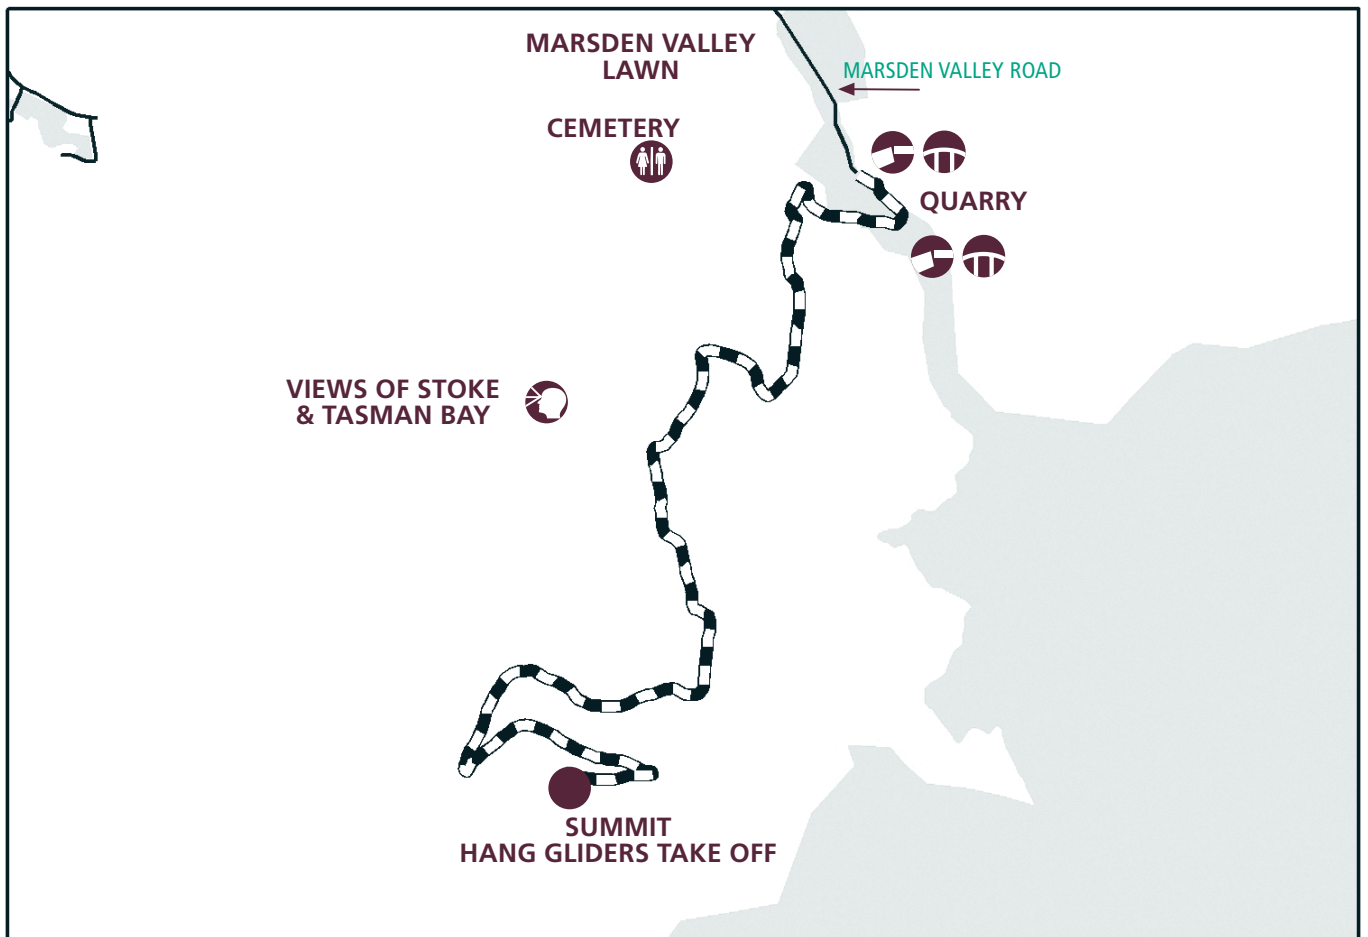 MARSDEN VALLEY
LAWN
MARSDEN VALLEY ROAD
CEMETERY
QUARRY
VIEWS OF STOKE
& TASMAN BAY
SUMMIT
HANG GLIDERS TAKE OFF